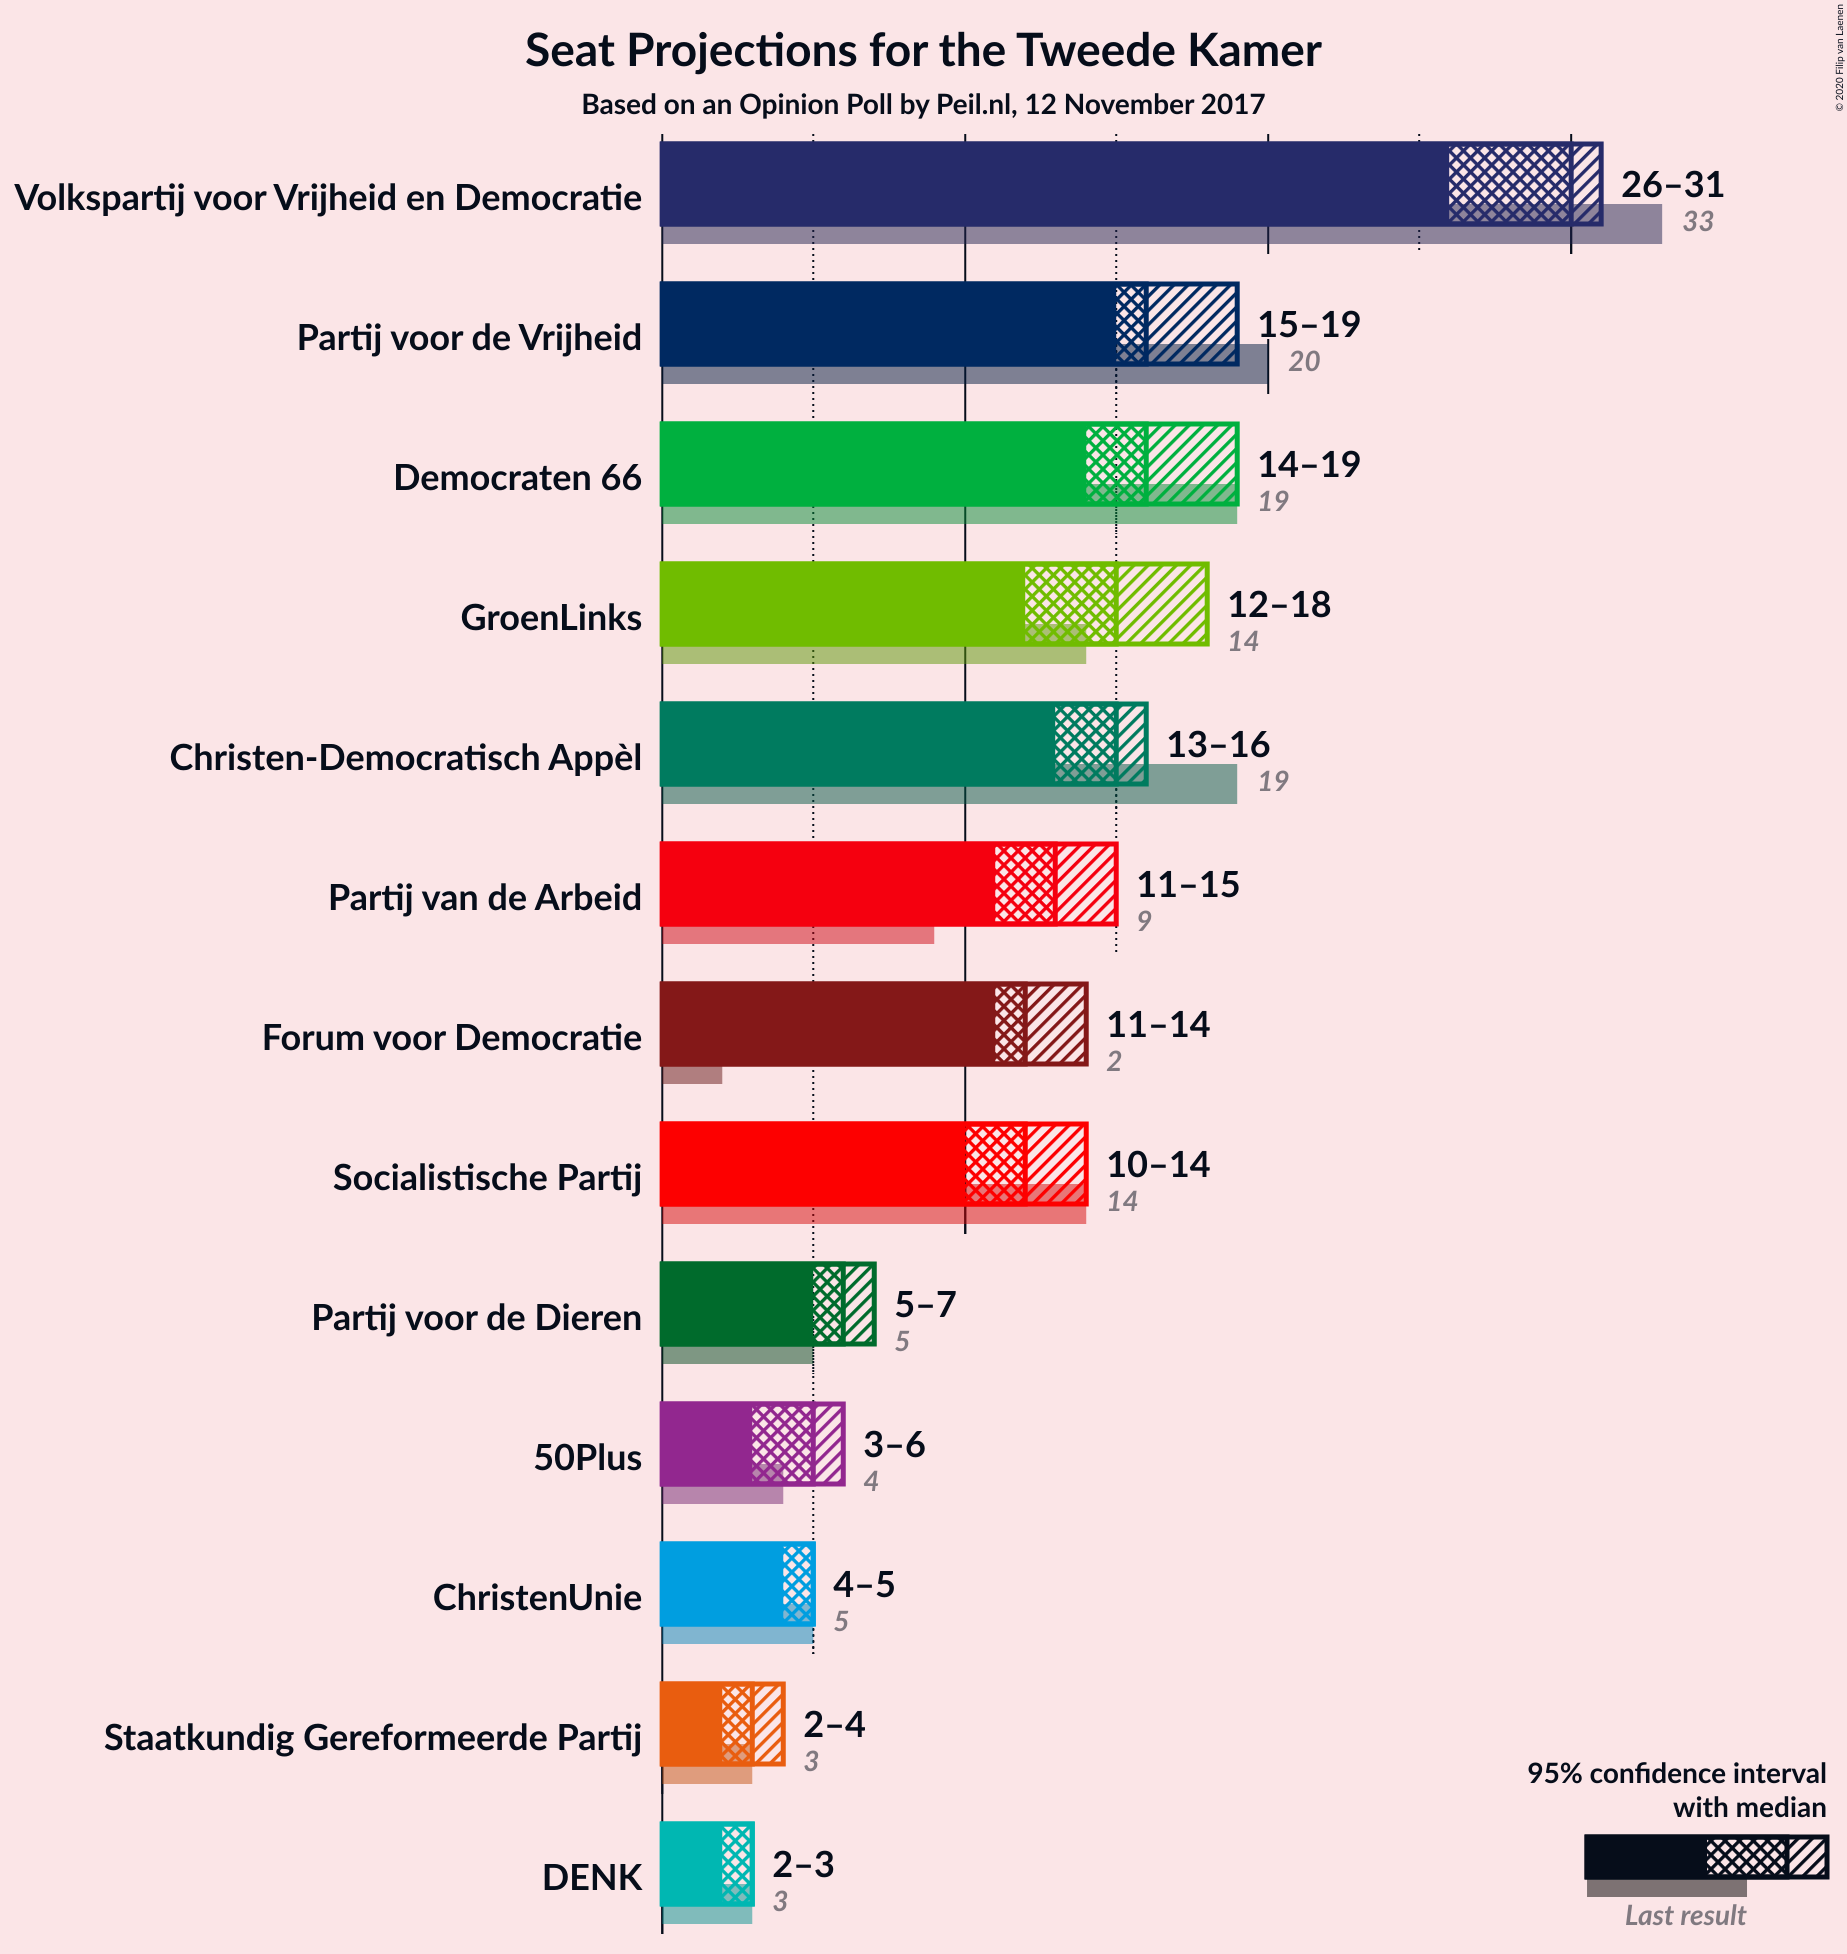 Seat Projections for the Tweede Kamer
Based on an Opinion Poll by Peil.nl, 12 November 2017
© 2020 Filip van Laenen
Volkspartij voor Vrijheid en Democratie
26–31
33
Partij voor de Vrijheid
15–19
20
Democraten 66
14–19
19
GroenLinks
12–18
14
Christen-Democratisch Appèl
13–16
19
Partij van de Arbeid
11–15
9
Forum voor Democratie
11–14
2
Socialistische Partij
10–14
14
Partij voor de Dieren
5–7
5
50Plus
3–6
4
ChristenUnie
4–5
5
Staatkundig Gereformeerde Partij
2–4
3
DENK
2–3
3
95% confidence interval
with median
Last result